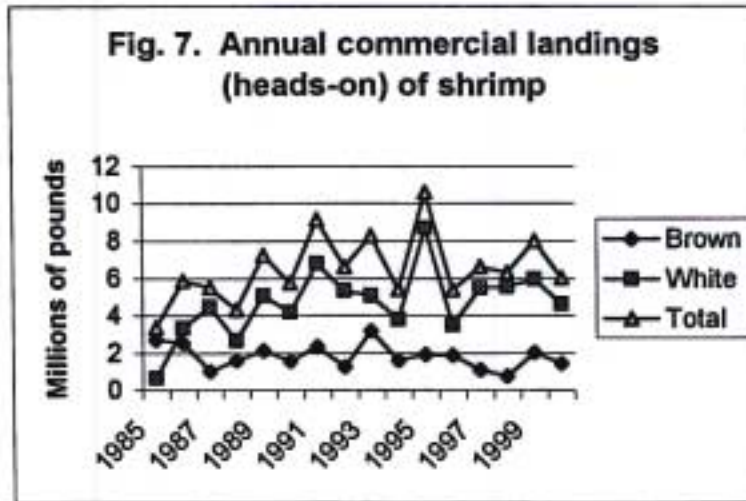 Fig. 7. Annual commercial landings
(heads-on) of shrimp
Millions of pounds
12
10
8
6
4
2
0
1985
1987
1989
1991
1993
1995
1997
1999
Brown
White
Total